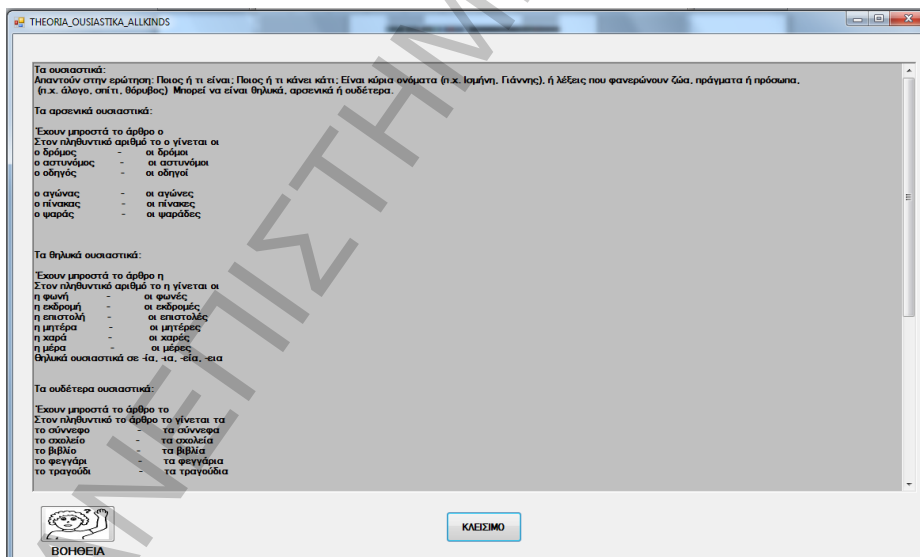 THEORIA_OUSIASTIKA_ALLKINDS
Τα ουσιαστικά:
Απαντούν στην ερώτηση: Ποιος ή τι είναι; Ποιος ή τι κάνει κάτι; Είναι κύρια ονόματα (π.χ. Ισμήνη, Γιάννης), ή λέξεις που φανερώνουν ζώα, πράγματα ή πρόσωπα,
(π.χ. άλογο, σπίτι, θόρυβος) Μπορεί να είναι θηλυκά, αρσενικά ή ουδέτερα.
Τα αρσενικά ουσιαστικά:
Έχουν μπροστά το άρθρο ο
Στον πληθυντικό αριθμό το ο γίνεται οι
ο δρόμος - οι δρόμοι
ο αστυνόμος - οι αστυνόμοι
ο οδηγός - οι οδηγοί
ο αγώνας - οι αγώνες
ο πίνακας - οι πίνακες
ο ψαράς - οι ψαράδες
Τα θηλυκά ουσιαστικά:
Έχουν μπροστά το άρθρο η
Στον πληθυντικό αριθμό το η γίνεται οι
η φωνή - οι φωνές
η εκδρομή - οι εκδρομές
η επιστολή - οι επιστολές
η μητέρα - οι μητέρες
η χαρά - οι χαρές
η μέρα - οι μέρες
Θηλυκά ουσιαστικά σε -ία, -ια, -εία, -εια
Τα ουδέτερα ουσιαστικά:
Έχουν μπροστά το άρθρο το
Στον πληθυντικό το άρθρο το γίνεται τα
το σύννεφο - τα σύννεφα
το σχολείο - τα σχολεία
το βιβλίο - τα βιβλία
το φεγγάρι - τα φεγγάρια
το τραγούδι - τα τραγούδια
ΒΟΗΘΕΙΑ
ΚΛΕΙΣΙΜΟ
ΑΝΕΠΙΣΤΗΜ